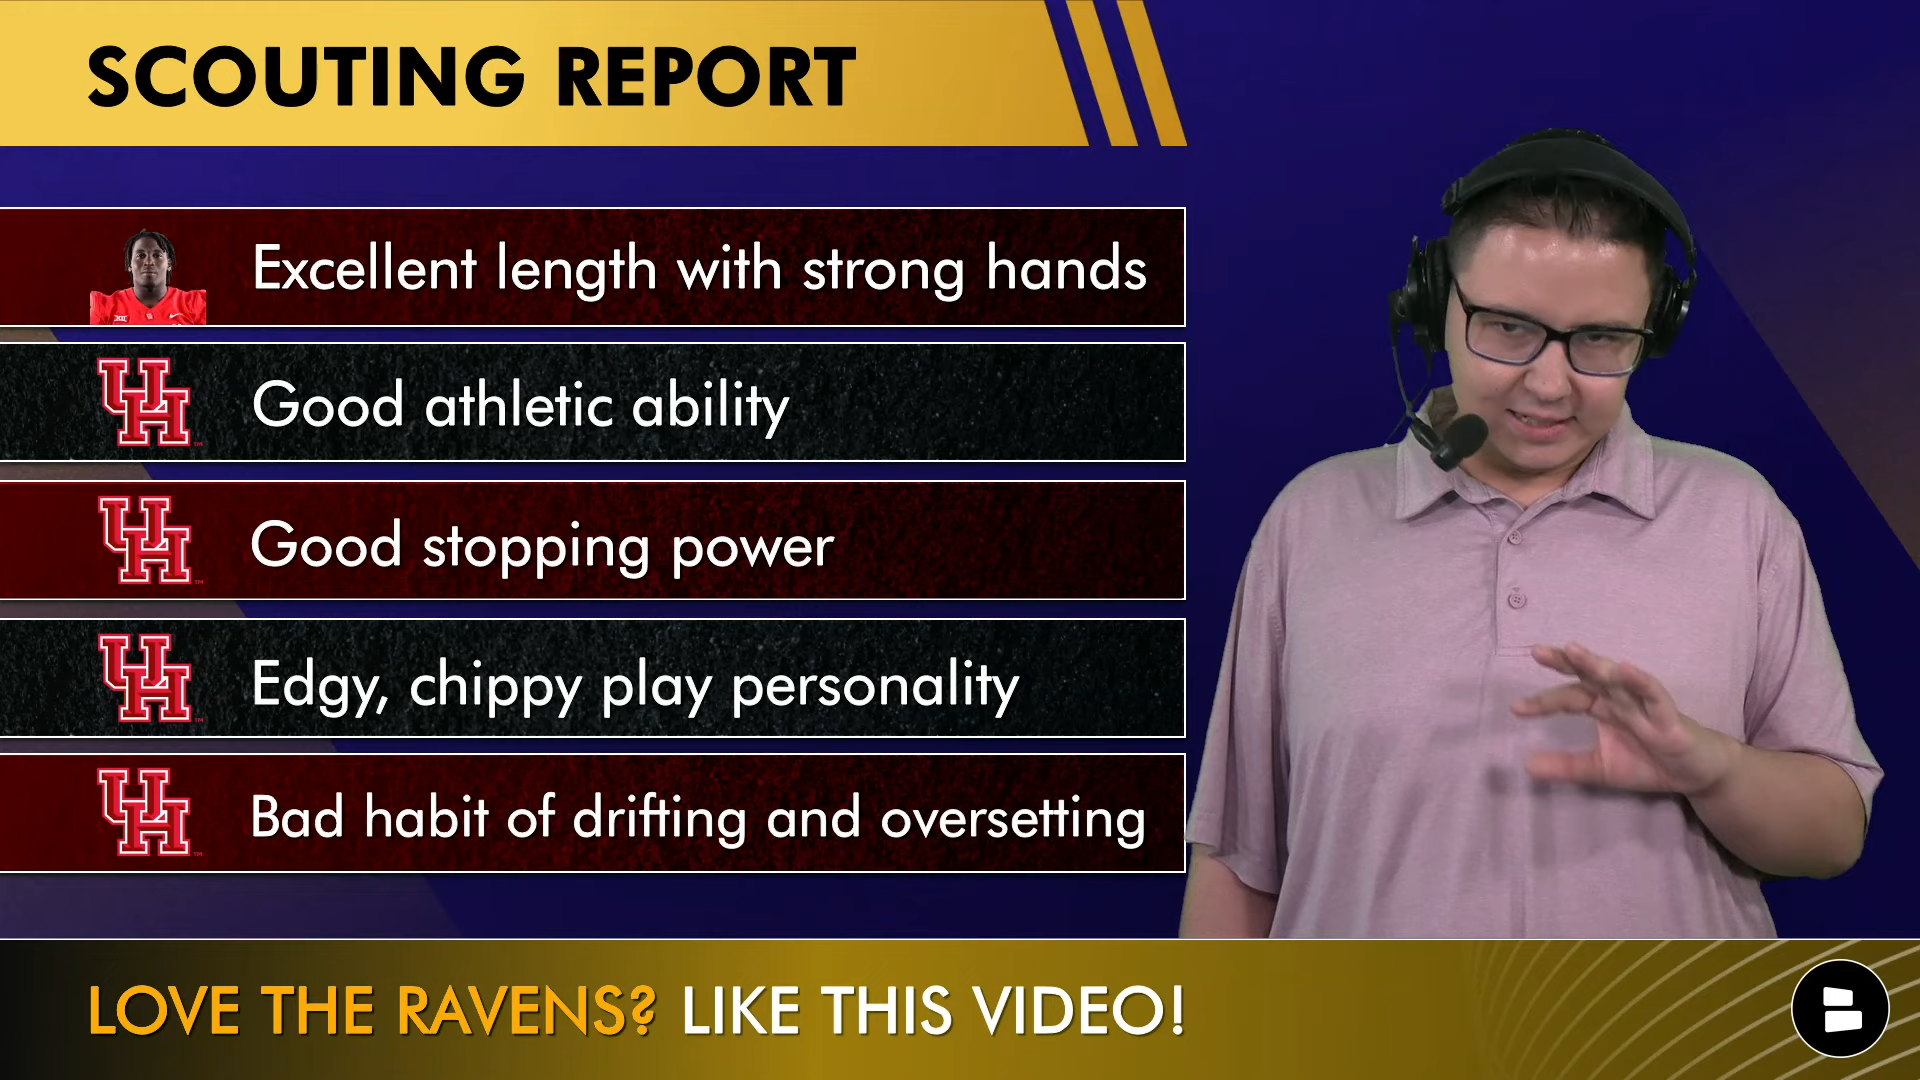 SCOUTING REPORT
Excellent length with strong hands
Good athletic ability
Good stopping power
Edgy, chippy play personality
Bad habit of drifting and oversetting
LOVE THE RAVENS? LIKE THIS VIDEO!